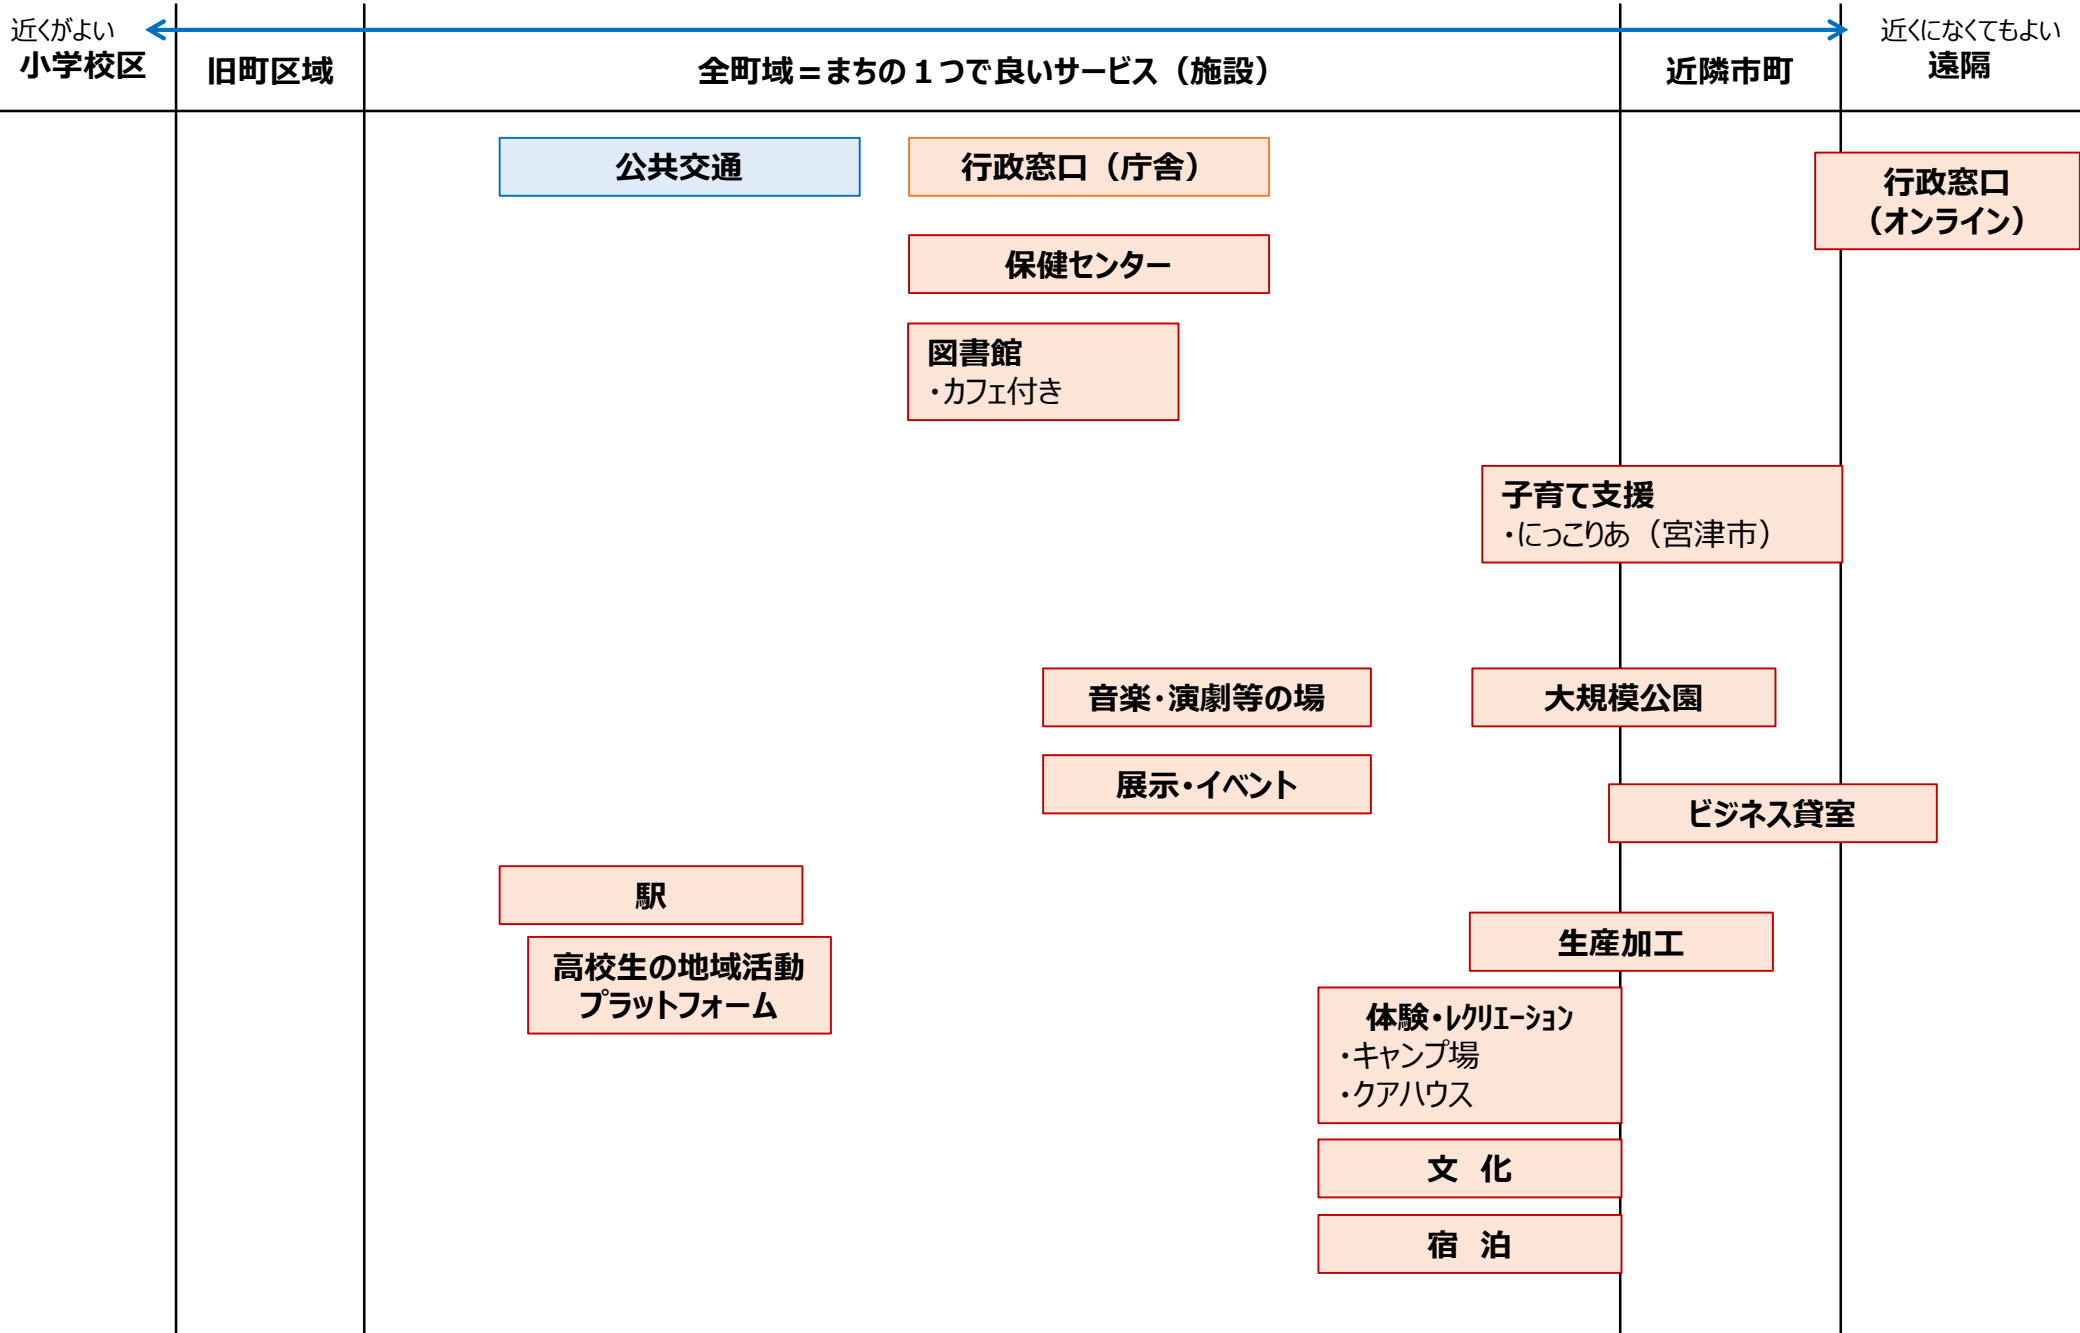 近くがよい
小学校区
旧町区域
全町域＝まちの１つで良いサービス（施設）
近隣市町
近くになくてもよい
遠隔
公共交通
行政窓口（庁舎）
行政窓口
（オンライン）
保健センター
図書館
・カフェ付き
子育て支援
・にっこりあ（宮津市）
音楽・演劇等の場
大規模公園
展示・イベント
ビジネス貸室
駅
生産加工
高校生の地域活動
プラットフォーム
体験・レクリエーション
・キャンプ場
・クアハウス
文 化
宿 泊